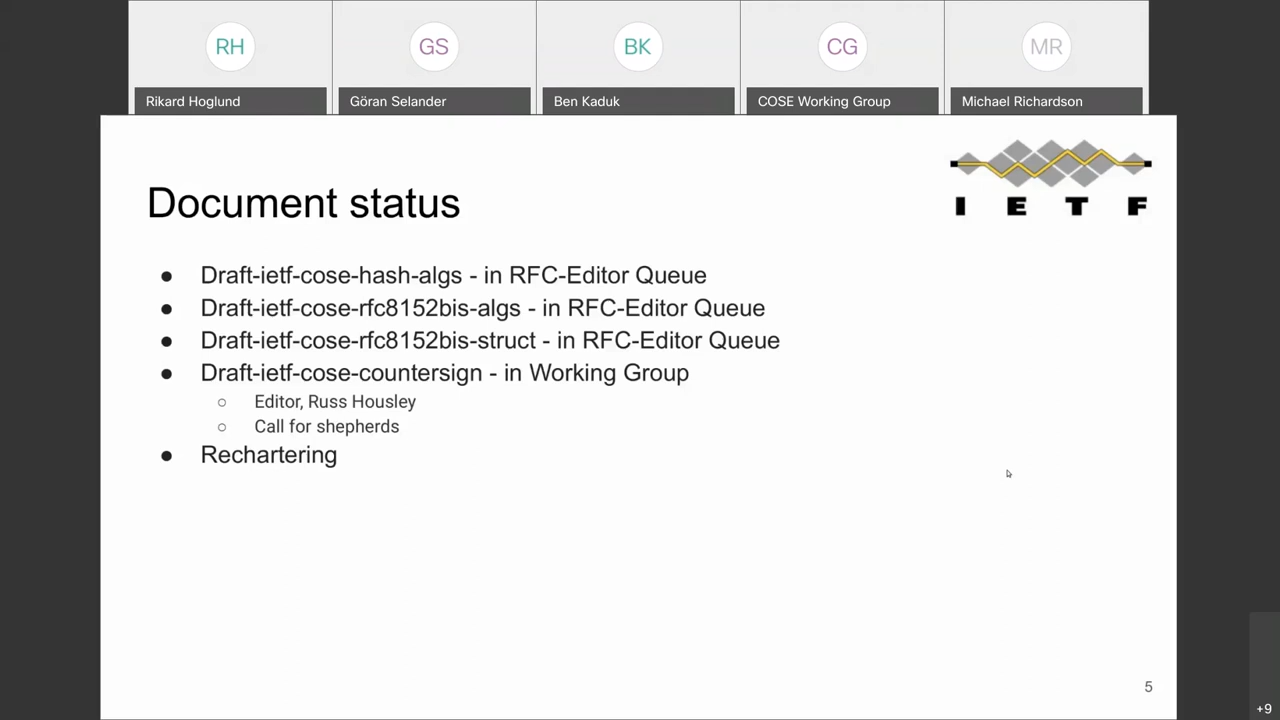 RH
GS
BK
CG
MR
Rikard Hoglund
Göran Selander
Ben Kaduk
COSE Working Group
Michael Richardson
I E T F
Document status
● Draft-ietf-cose-hash-algs - in RFC-Editor Queue
● Draft-ietf-cose-rfc8152bis-algs - in RFC-Editor Queue
● Draft-ietf-cose-rfc8152bis-struct - in RFC-Editor Queue
● Draft-ietf-cose-countersign - in Working Group
○ Editor, Russ Housley
○ Call for shepherds
● Rechartering
5
+9